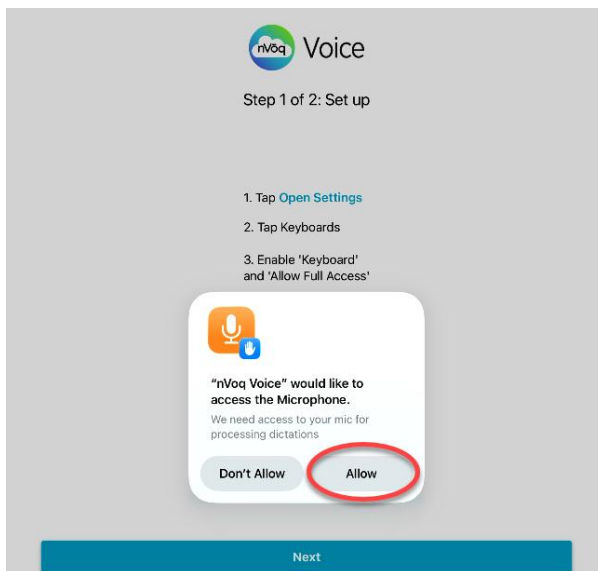 nVoq Voice
Step 1 of 2: Set up
1. Tap Open Settings
2. Tap Keyboards
3. Enable 'Keyboard'
and 'Allow Full Access'
“nVoq Voice” would like to
access the Microphone.
We need access to your mic for
processing dictations
Don’t Allow
Allow
Next